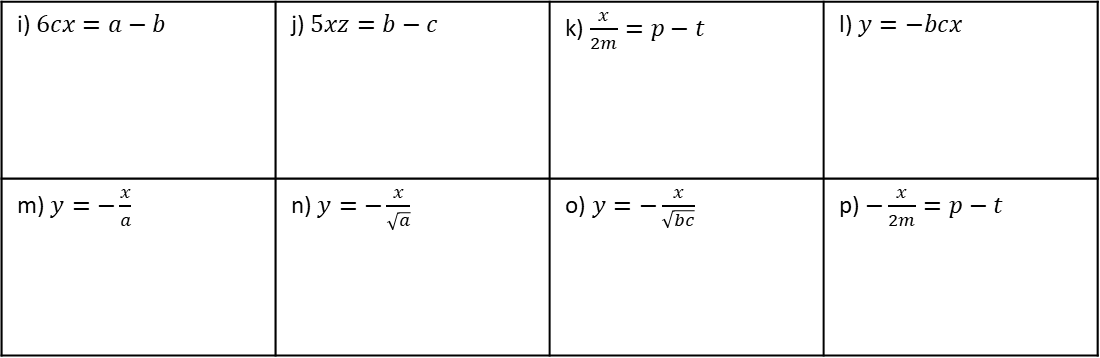 i) 6cx = a − b
j) 5xz = b − c
k) x/2m = p − t
l) y = −bcx
m) y = −x/a
n) y = −x/√a
o) y = −x/√bc
p) −x/2m = p − t